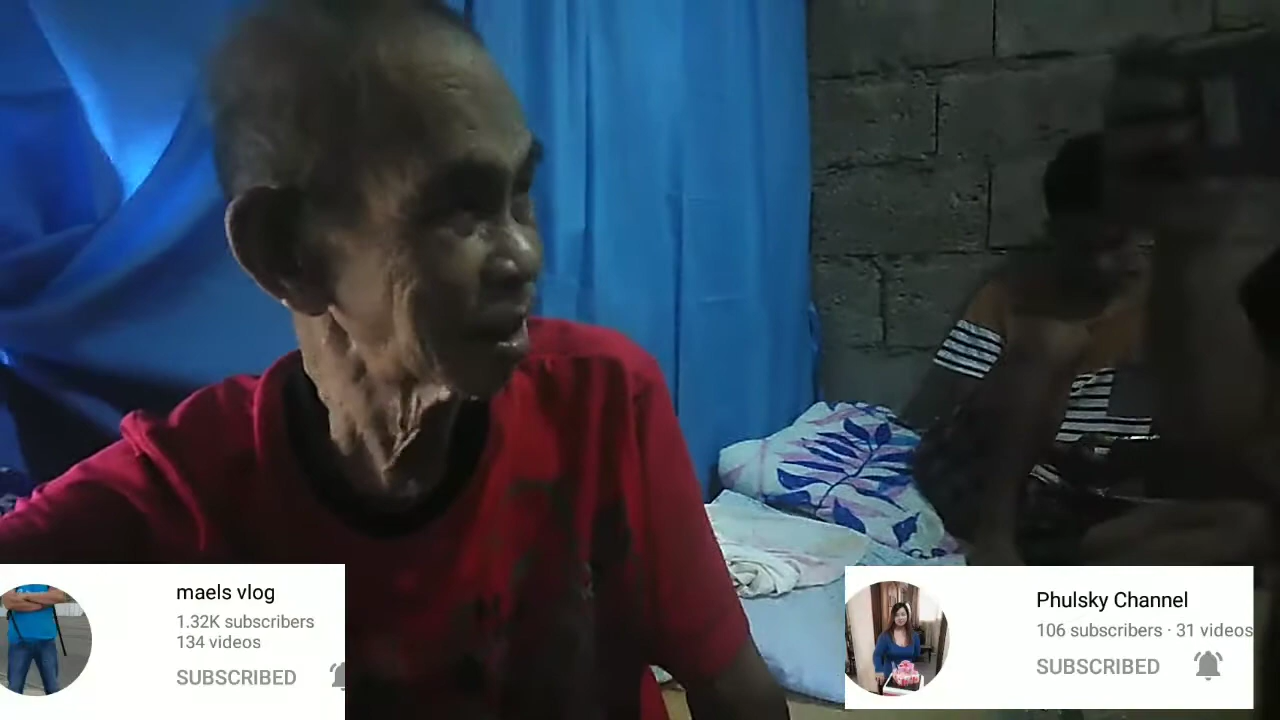 maels vlog
1.32K subscribers
134 videos
SUBSCRIBED
Phulsky Channel
106 subscribers · 31 videos
SUBSCRIBED